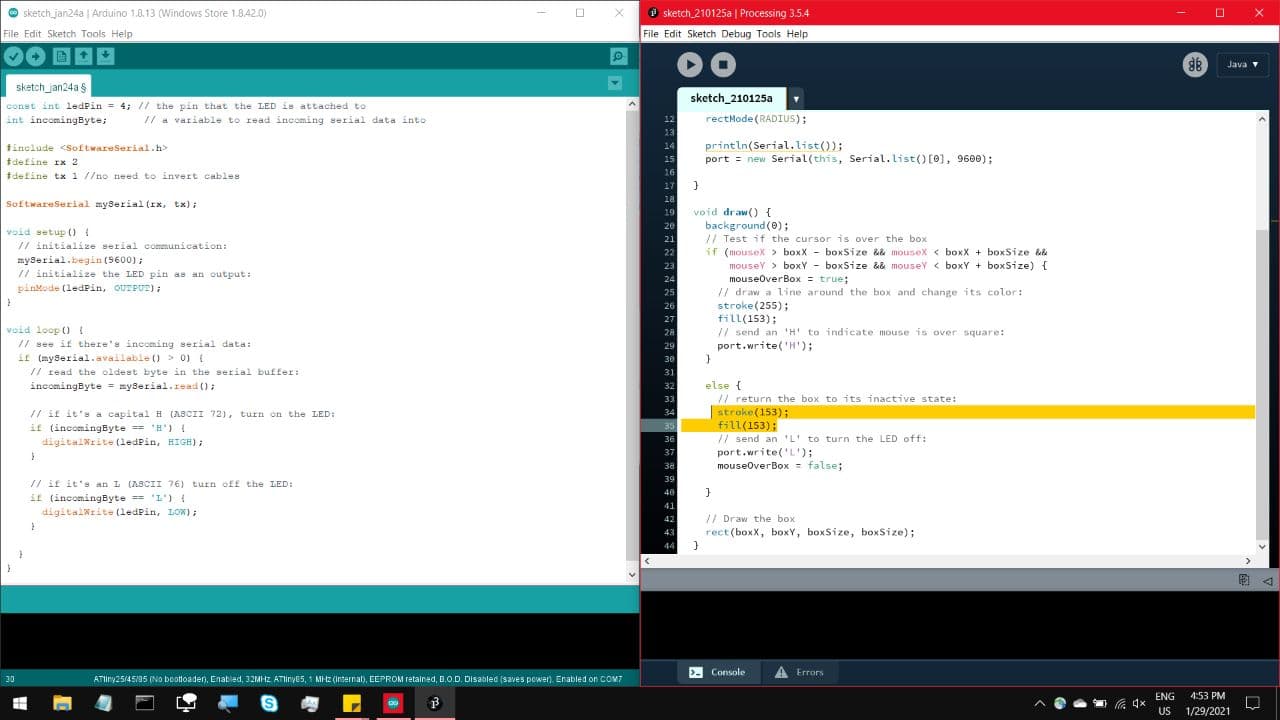 sketch_jan24a | Arduino 1.8.13 (Windows Store 1.8.42.0)
File Edit Sketch Tools Help
sketch_jan24a §
const int ledPin = 4; // the pin that the LED is attached to
int incomingByte;      // a variable to read incoming serial data into
#include <SoftwareSerial.h>
#define rx 2
#define tx 1 //no need to invert cables
SoftwareSerial mySerial(rx, tx);
void setup() {
  // initialize serial communication:
  mySerial.begin(9600);
  // initialize the LED pin as an output:
  pinMode(ledPin, OUTPUT);
}
void loop() {
  // see if there's incoming serial data:
  if (mySerial.available() > 0) {
    // read the oldest byte in the serial buffer:
    incomingByte = mySerial.read();
    // if it's a capital H (ASCII 72), turn on the LED:
    if (incomingByte == 'H') {
      digitalWrite(ledPin, HIGH);
    }
    // if it's an L (ASCII 76) turn off the LED:
    if (incomingByte == 'L') {
      digitalWrite(ledPin, LOW);
    }
  }
}
30
ATtiny25/45/85 (No bootloader), Enabled, 32MHz, ATtiny85, 1 MHz (internal), EEPROM retained, B.O.D. Disabled (saves power), Enabled on COM7
sketch_210125a | Processing 3.5.4
File Edit Sketch Debug Tools Help
Java ▼
sketch_210125a ▼
12   rectMode(RADIUS);
13
14   println(Serial.list());
15   port = new Serial(this, Serial.list()[0], 9600);
16
17 }
18
19 void draw() {
20   background(0);
21   // Test if the cursor is over the box
22   if (mouseX > boxX - boxSize && mouseX < boxX + boxSize &&
23       mouseY > boxY - boxSize && mouseY < boxY + boxSize) {
24       mouseOverBox = true;
25     // draw a line around the box and change its color:
26     stroke(255);
27     fill(153);
28     // send an 'H' to indicate mouse is over square:
29     port.write('H');
30   }
31
32   else {
33     // return the box to its inactive state:
34     stroke(153);
35     fill(153);
36     // send an 'L' to turn the LED off:
37     port.write('L');
38     mouseOverBox = false;
39
40   }
41
42   // Draw the box
43   rect(boxX, boxY, boxSize, boxSize);
44 }
Console
Errors
ENG
US
4:53 PM
1/29/2021